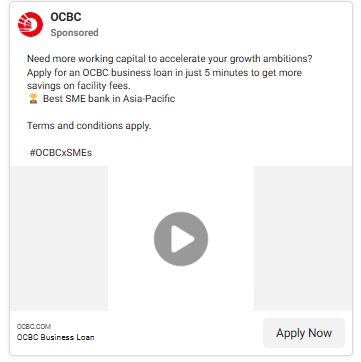 OCBC
Sponsored
Need more working capital to accelerate your growth ambitions?
Apply for an OCBC business loan in just 5 minutes to get more
savings on facility fees.
🏆 Best SME bank in Asia-Pacific
Terms and conditions apply.
#OCBCxSMEs
OCBC.COM
OCBC Business Loan
Apply Now